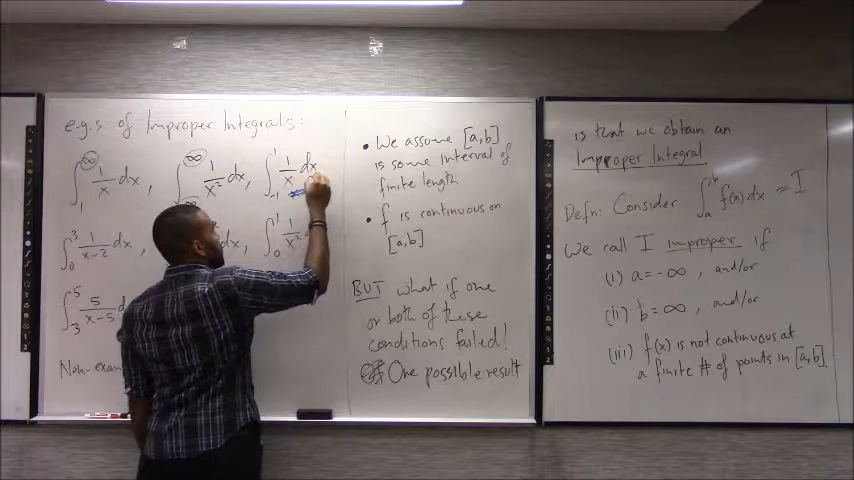 e.g.s of Improper Integrals:
∫₁^∞ 1/x dx , ∫^∞ 1/x² dx, ∫₋₁¹ 1/x dx
∫₀³ 1/(x-2) dx , dx, ∫₀¹ 1/x²
∫₃⁵ 5/(x-5) d
Non-exam
• We assume [a,b]
is some interval of
finite length
• f is continuous on
[a,b]
BUT what if one
or both of these
conditions failed!
One possible result
is that we obtain an
Improper Integral
Defn: Consider ∫ₐᵇ f(x)dx = I
We call I improper if
(i) a=-∞ , and/or
(ii) b=∞ , and/or
(iii) f(x) is not continuous at
a finite # of points in [a,b].